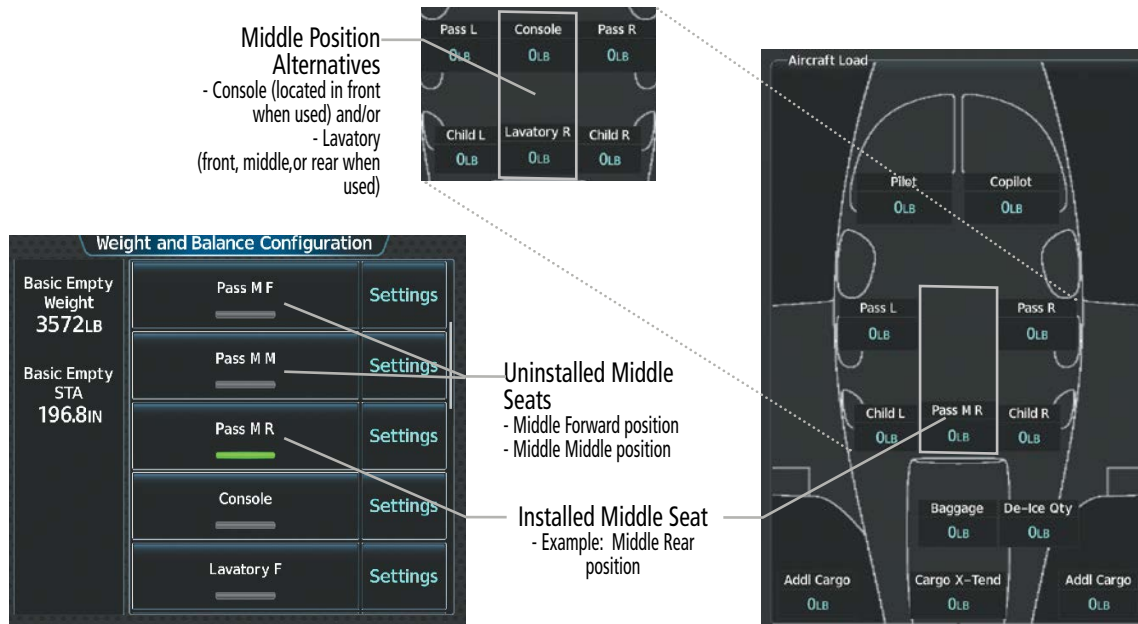 Middle Position
Alternatives
- Console (located in front
when used) and/or
- Lavatory
(front, middle,or rear when
used)
Pass L Console Pass R
0LB 0LB 0LB
Child L Lavatory R Child R
0LB 0LB 0LB
Weight and Balance Configuration
Basic Empty
Weight
3572LB
Basic Empty
STA
196.8IN
Pass M F Settings
Pass M M Settings
Pass M R Settings
Console Settings
Lavatory F Settings
Uninstalled Middle
Seats
- Middle Forward position
- Middle Middle position
Installed Middle Seat
- Example: Middle Rear
position
Aircraft Load
Pilot Copilot
0LB 0LB
Pass L Pass R
0LB 0LB
Child L Pass M R Child R
0LB 0LB 0LB
Baggage De-Ice Qty
0LB 0LB
Addl Cargo Cargo X-Tend Addl Cargo
0LB 0LB 0LB